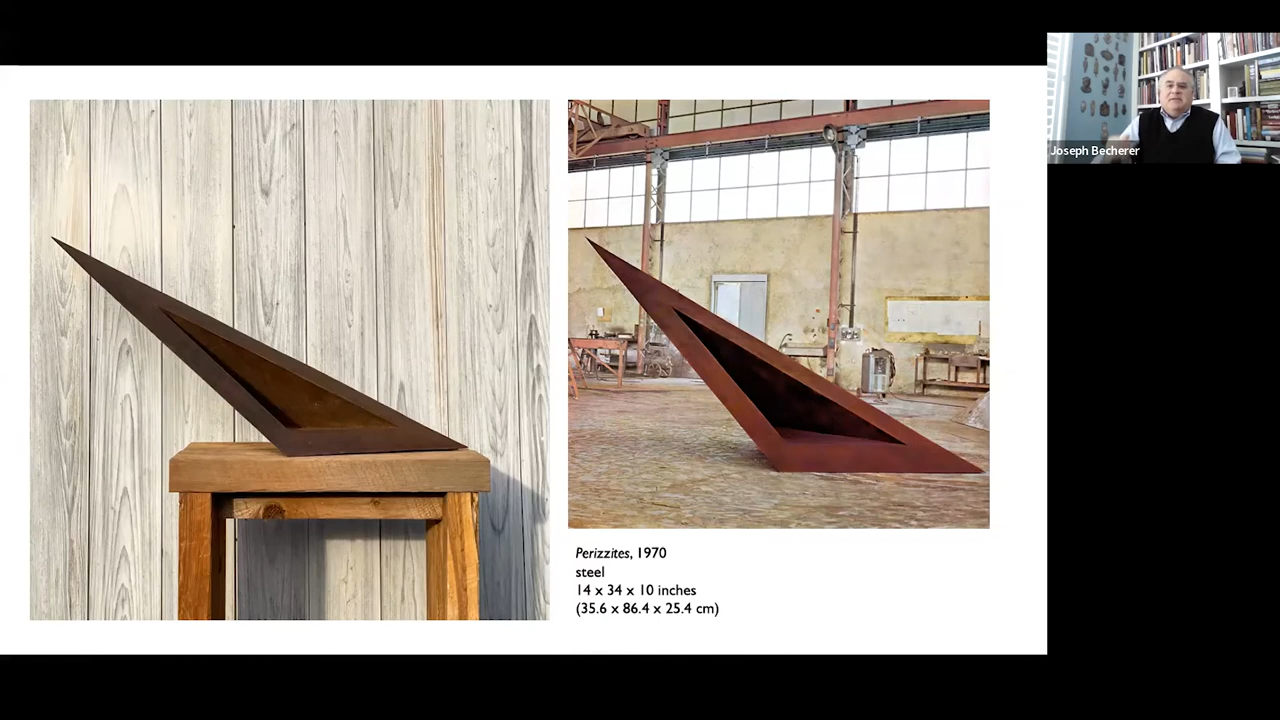 Joseph Becherer
Perizzites, 1970
steel
14 x 34 x 10 inches
(35.6 x 86.4 x 25.4 cm)